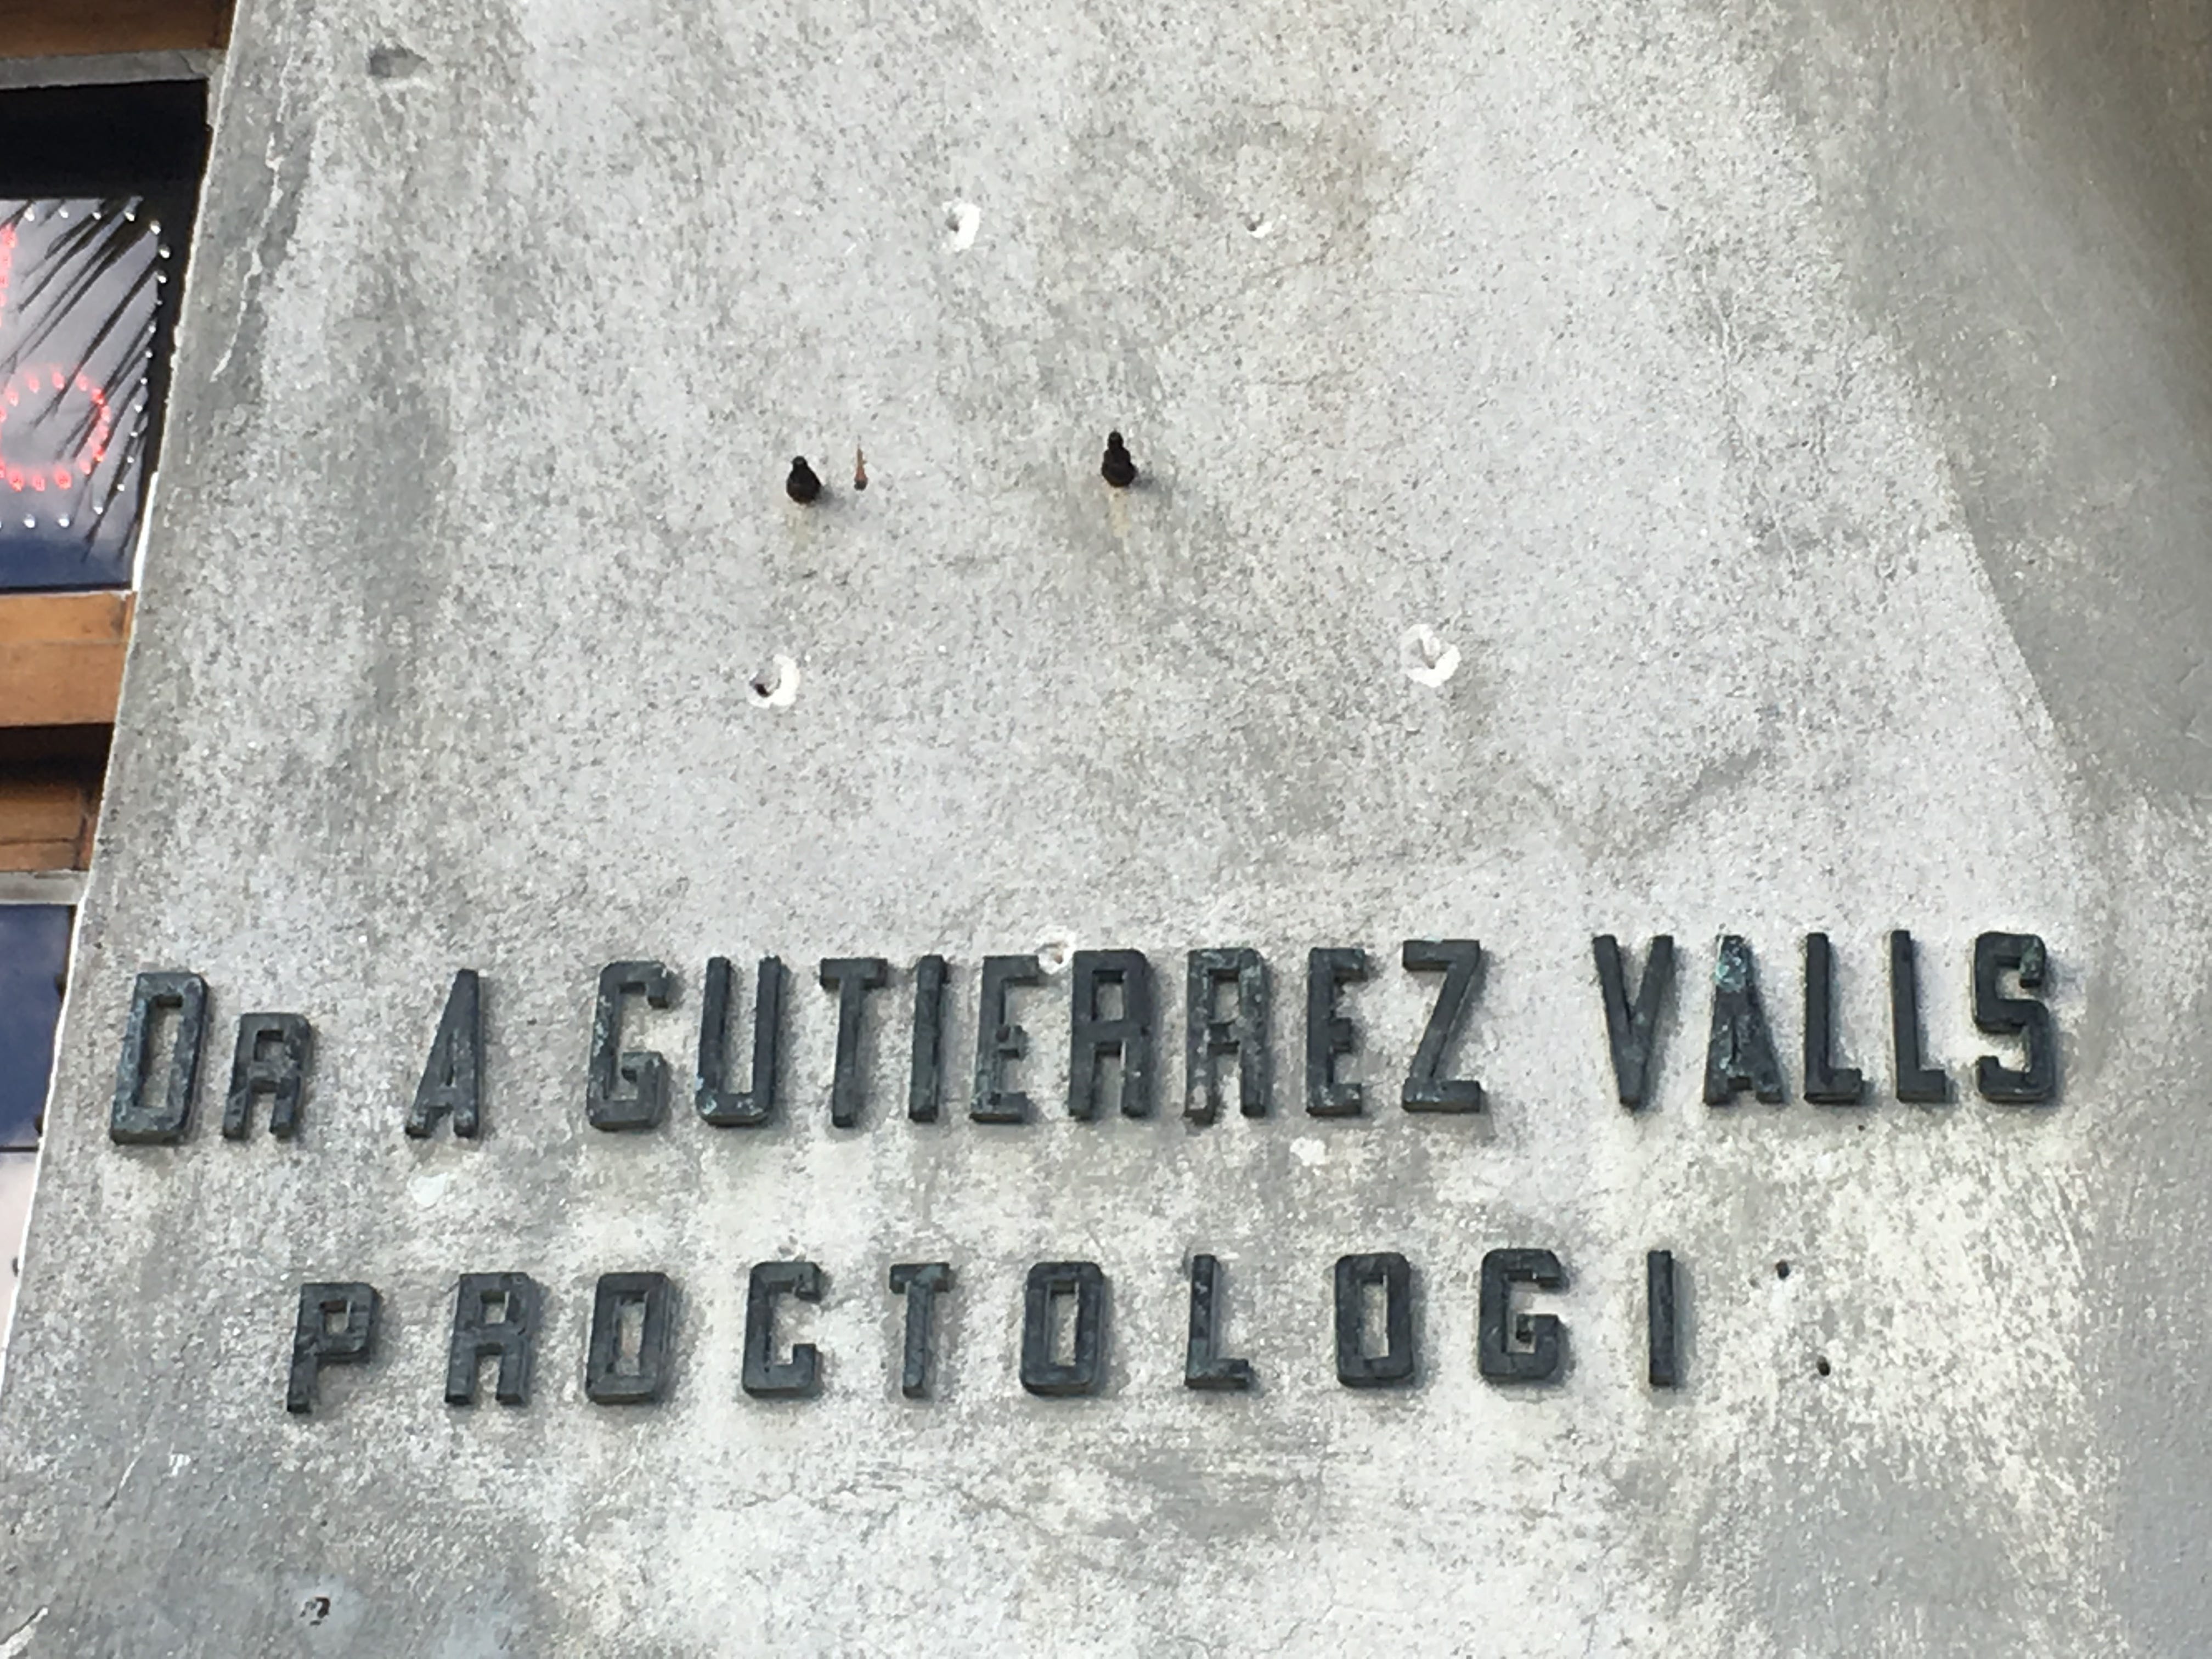 DR A GUTIERREZ VALLS
PROCTOLOGI